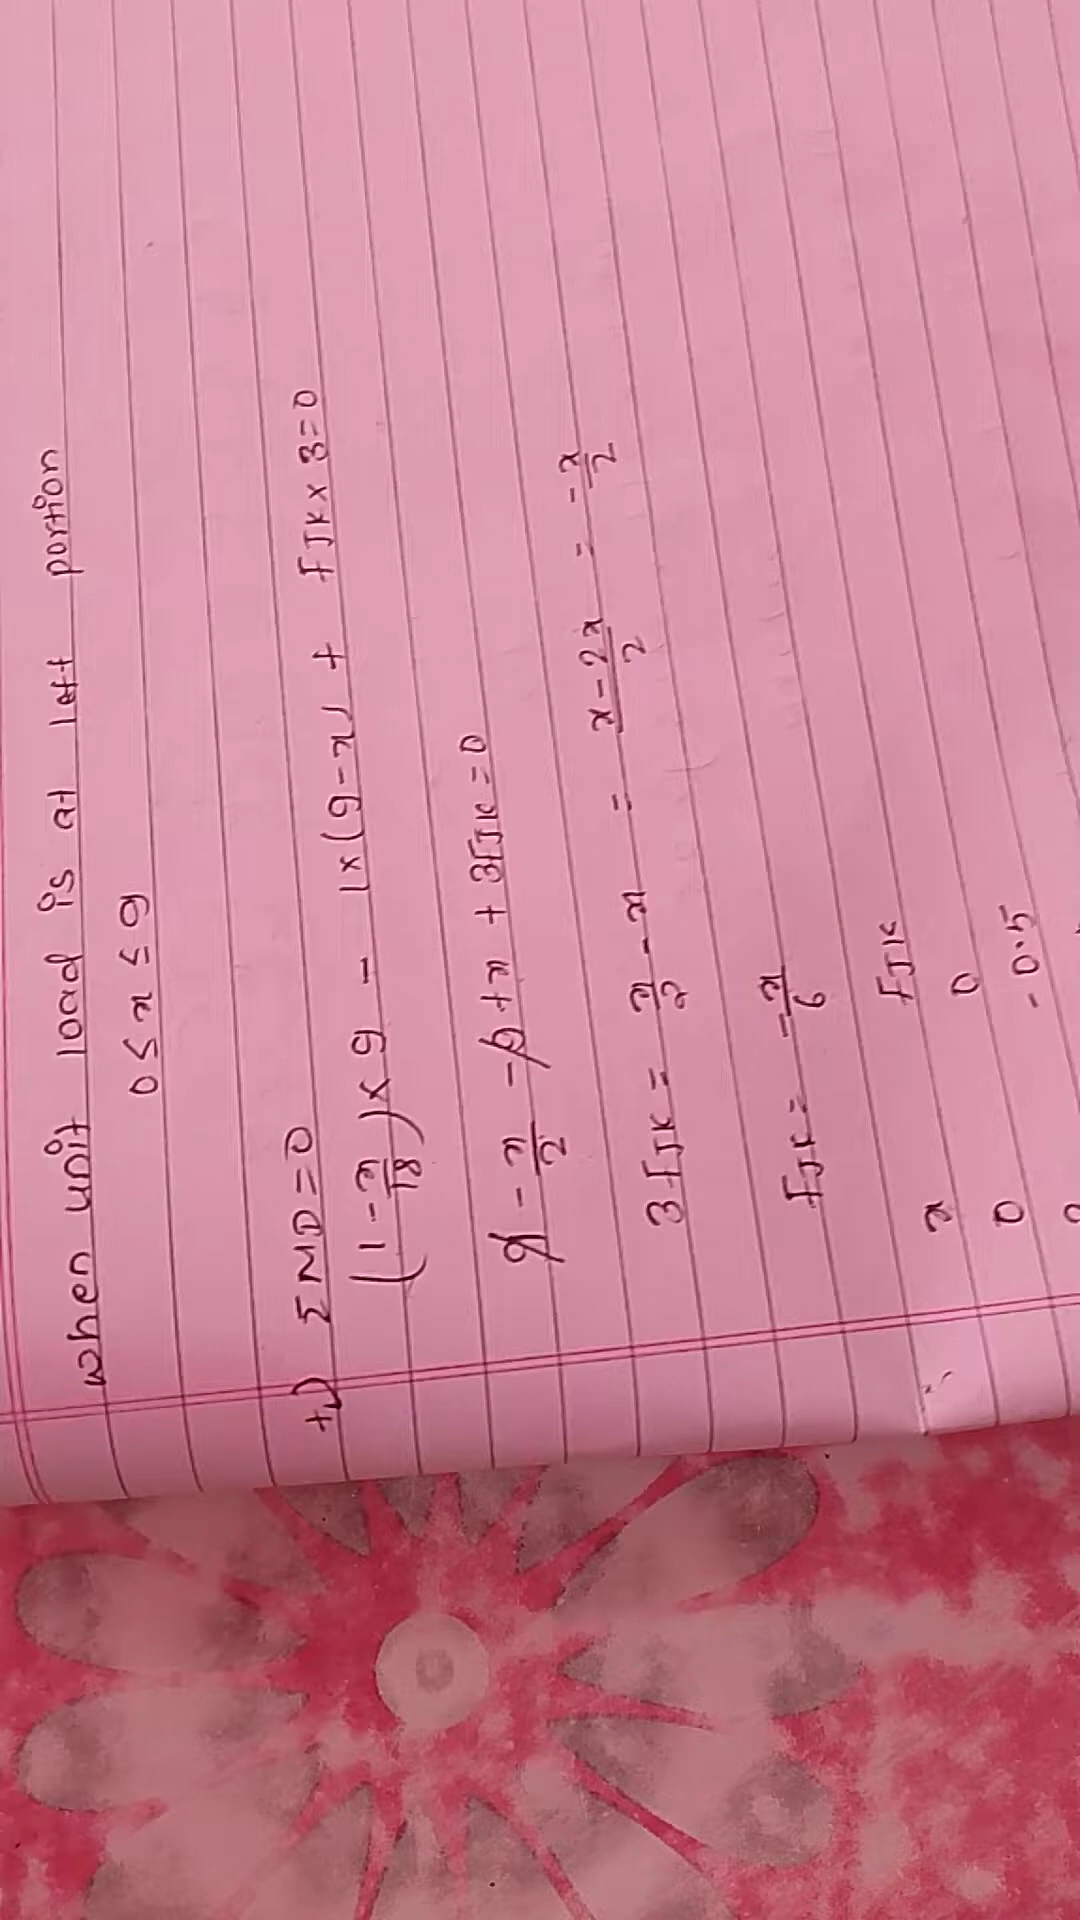 when unit load is at left portion
0 ≤ x ≤ 9
+↻ ΣMD = 0
(1 - x/18) x 9 - 1x(9-x) + FJK x 3 = 0
9 - x/2 - 9 + x + 3FJK = 0
3FJK = x/2 - x = x-2x/2 = -x/2
FJK = -x/6
x FJK
0 0
-0.5